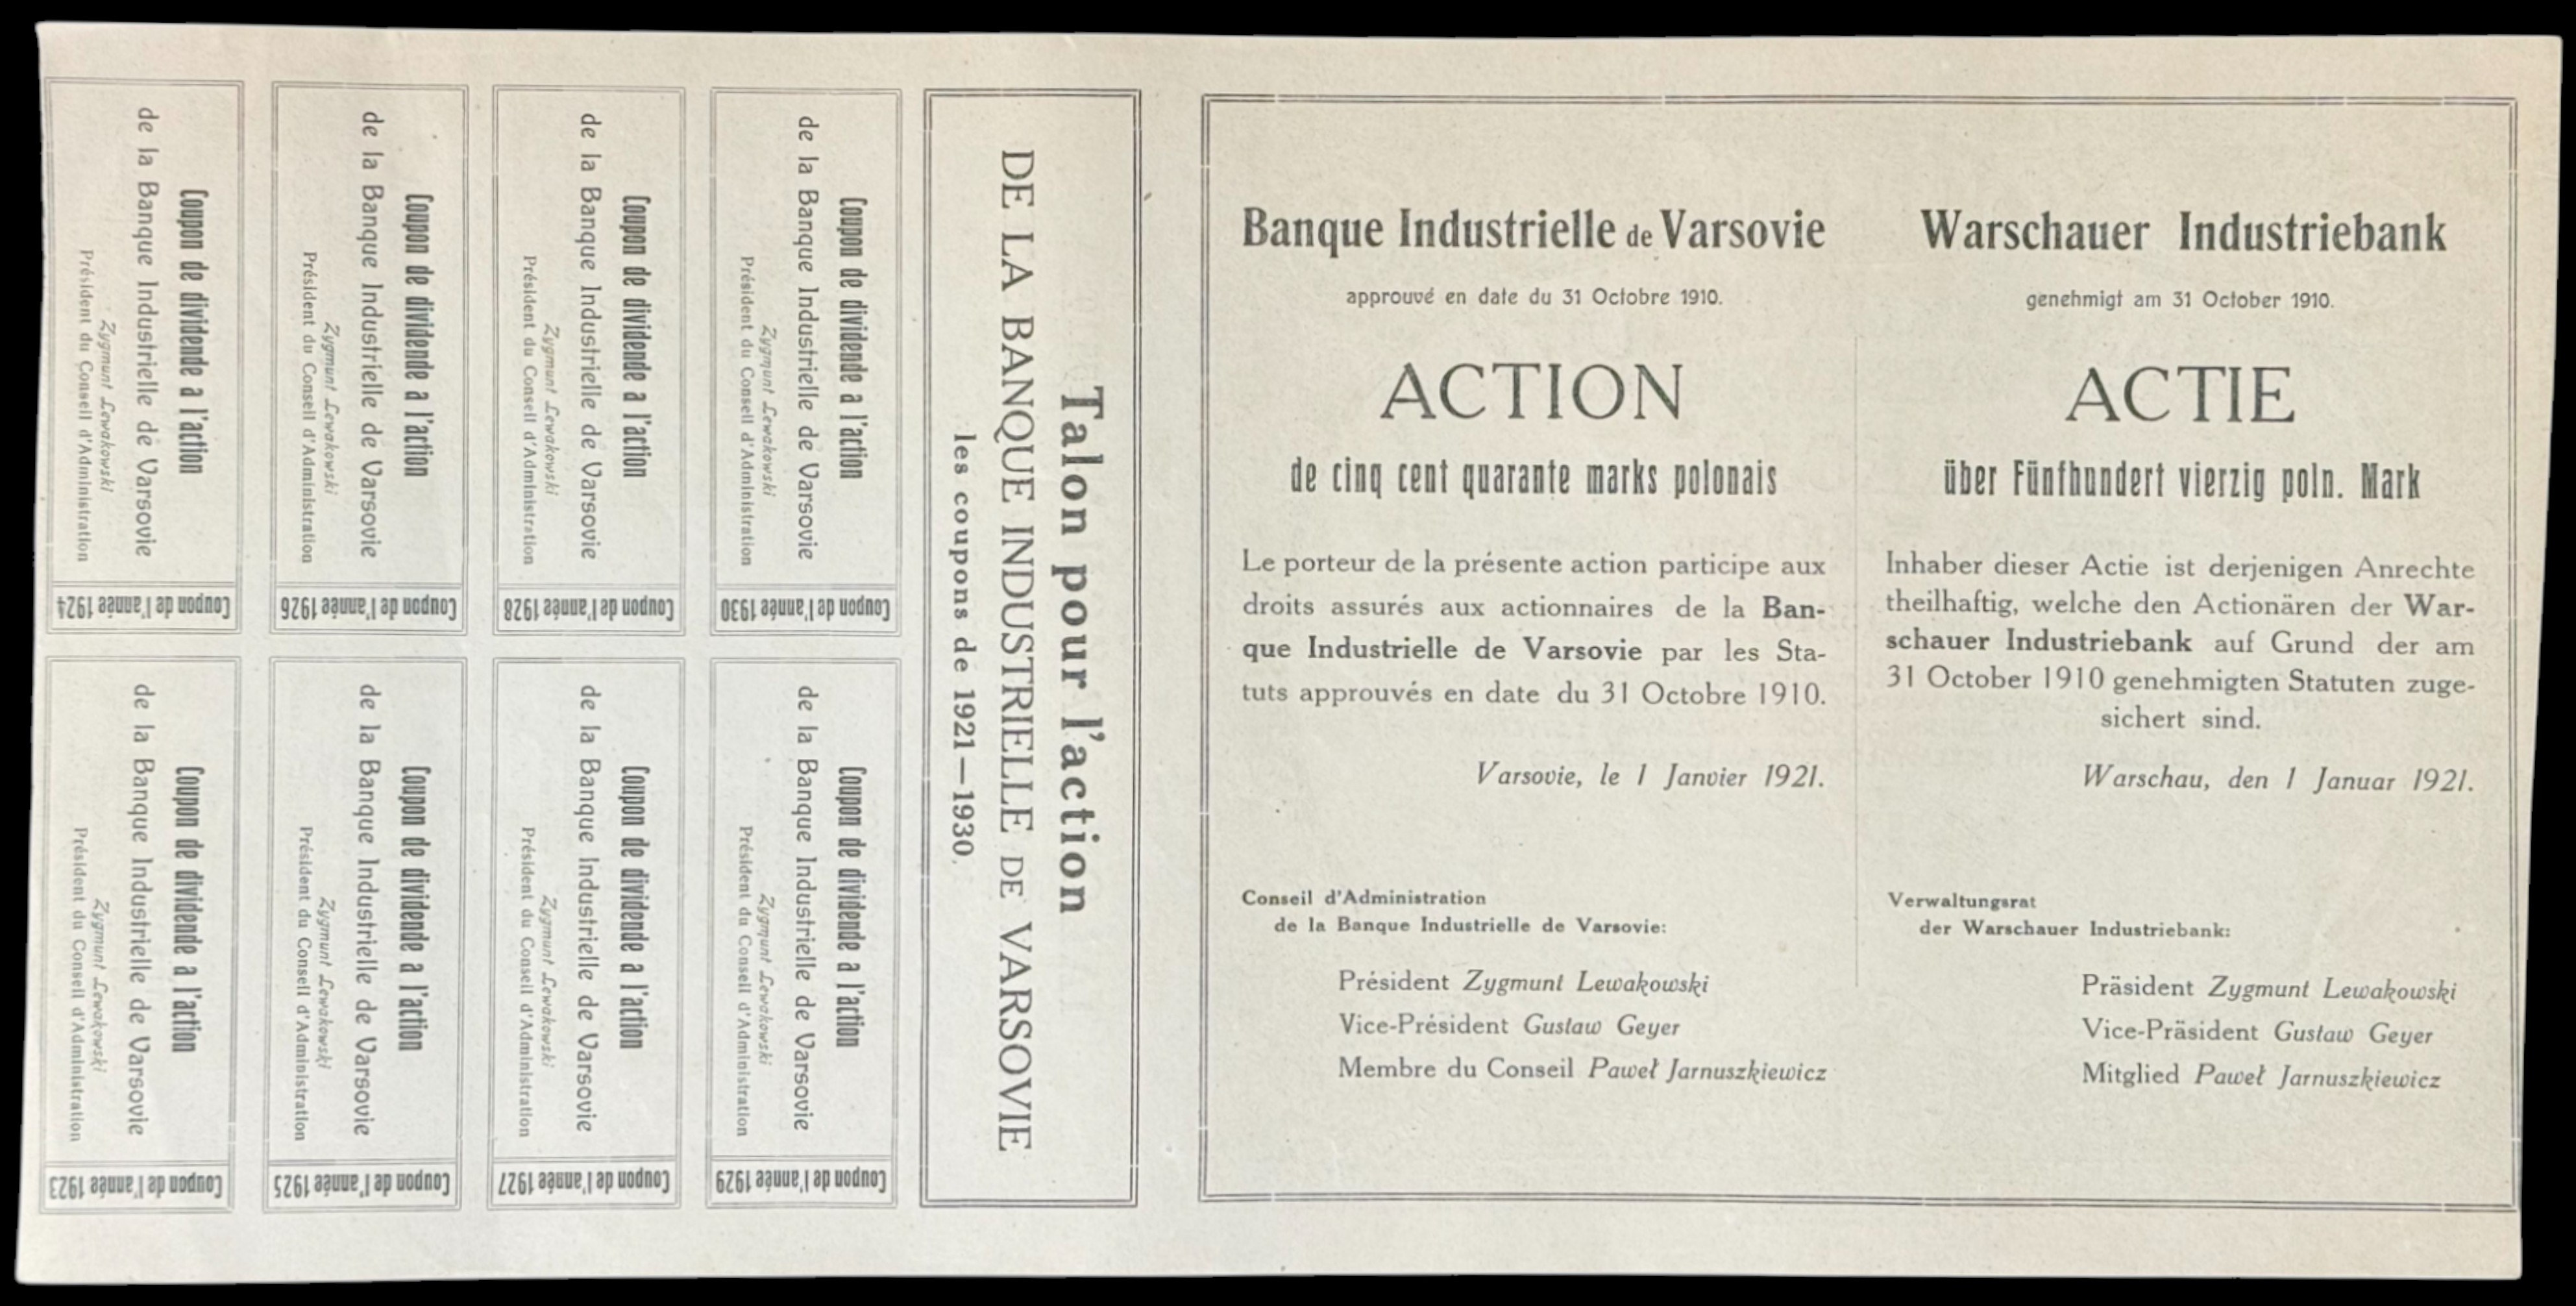 Coupon de dividende a l'action
de la Banque Industrielle de Varsovie
Zygmunt Lewakowski
Président du Conseil d'Administration
Coupon de l'année 1924
Coupon de dividende a l'action
de la Banque Industrielle de Varsovie
Zygmunt Lewakowski
Président du Conseil d'Administration
Coupon de l'année 1926
Coupon de dividende a l'action
de la Banque Industrielle de Varsovie
Zygmunt Lewakowski
Président du Conseil d'Administration
Coupon de l'année 1928
Coupon de dividende a l'action
de la Banque Industrielle de Varsovie
Zygmunt Lewakowski
Président du Conseil d'Administration
Coupon de l'année 1930
Coupon de dividende a l'action
de la Banque Industrielle de Varsovie
Zygmunt Lewakowski
Président du Conseil d'Administration
Coupon de l'année 1923
Coupon de dividende a l'action
de la Banque Industrielle de Varsovie
Zygmunt Lewakowski
Président du Conseil d'Administration
Coupon de l'année 1925
Coupon de dividende a l'action
de la Banque Industrielle de Varsovie
Zygmunt Lewakowski
Président du Conseil d'Administration
Coupon de l'année 1927
Coupon de dividende a l'action
de la Banque Industrielle de Varsovie
Zygmunt Lewakowski
Président du Conseil d'Administration
Coupon de l'année 1929
Talon pour l'action
DE LA BANQUE INDUSTRIELLE DE VARSOVIE
les coupons de 1921—1930.
Banque Industrielle de Varsovie
approuvé en date du 31 Octobre 1910.
ACTION
de cinq cent quarante marks polonais
Le porteur de la présente action participe aux
droits assurés aux actionnaires de la Ban-
que Industrielle de Varsovie par les Sta-
tuts approuvés en date du 31 Octobre 1910.
Varsovie, le 1 Janvier 1921.
Conseil d'Administration
de la Banque Industrielle de Varsovie:
Président Zygmunt Lewakowski
Vice-Président Gustaw Geyer
Membre du Conseil Paweł Jarnuszkiewicz
Warschauer Industriebank
genehmigt am 31 October 1910.
ACTIE
über Fünfhundert vierzig poln. Mark
Inhaber dieser Actie ist derjenigen Anrechte
theilhaftig, welche den Actionären der War-
schauer Industriebank auf Grund der am
31 October 1910 genehmigten Statuten zuge-
sichert sind.
Warschau, den 1 Januar 1921.
Verwaltungsrat
der Warschauer Industriebank:
Präsident Zygmunt Lewakowski
Vice-Präsident Gustaw Geyer
Mitglied Paweł Jarnuszkiewicz